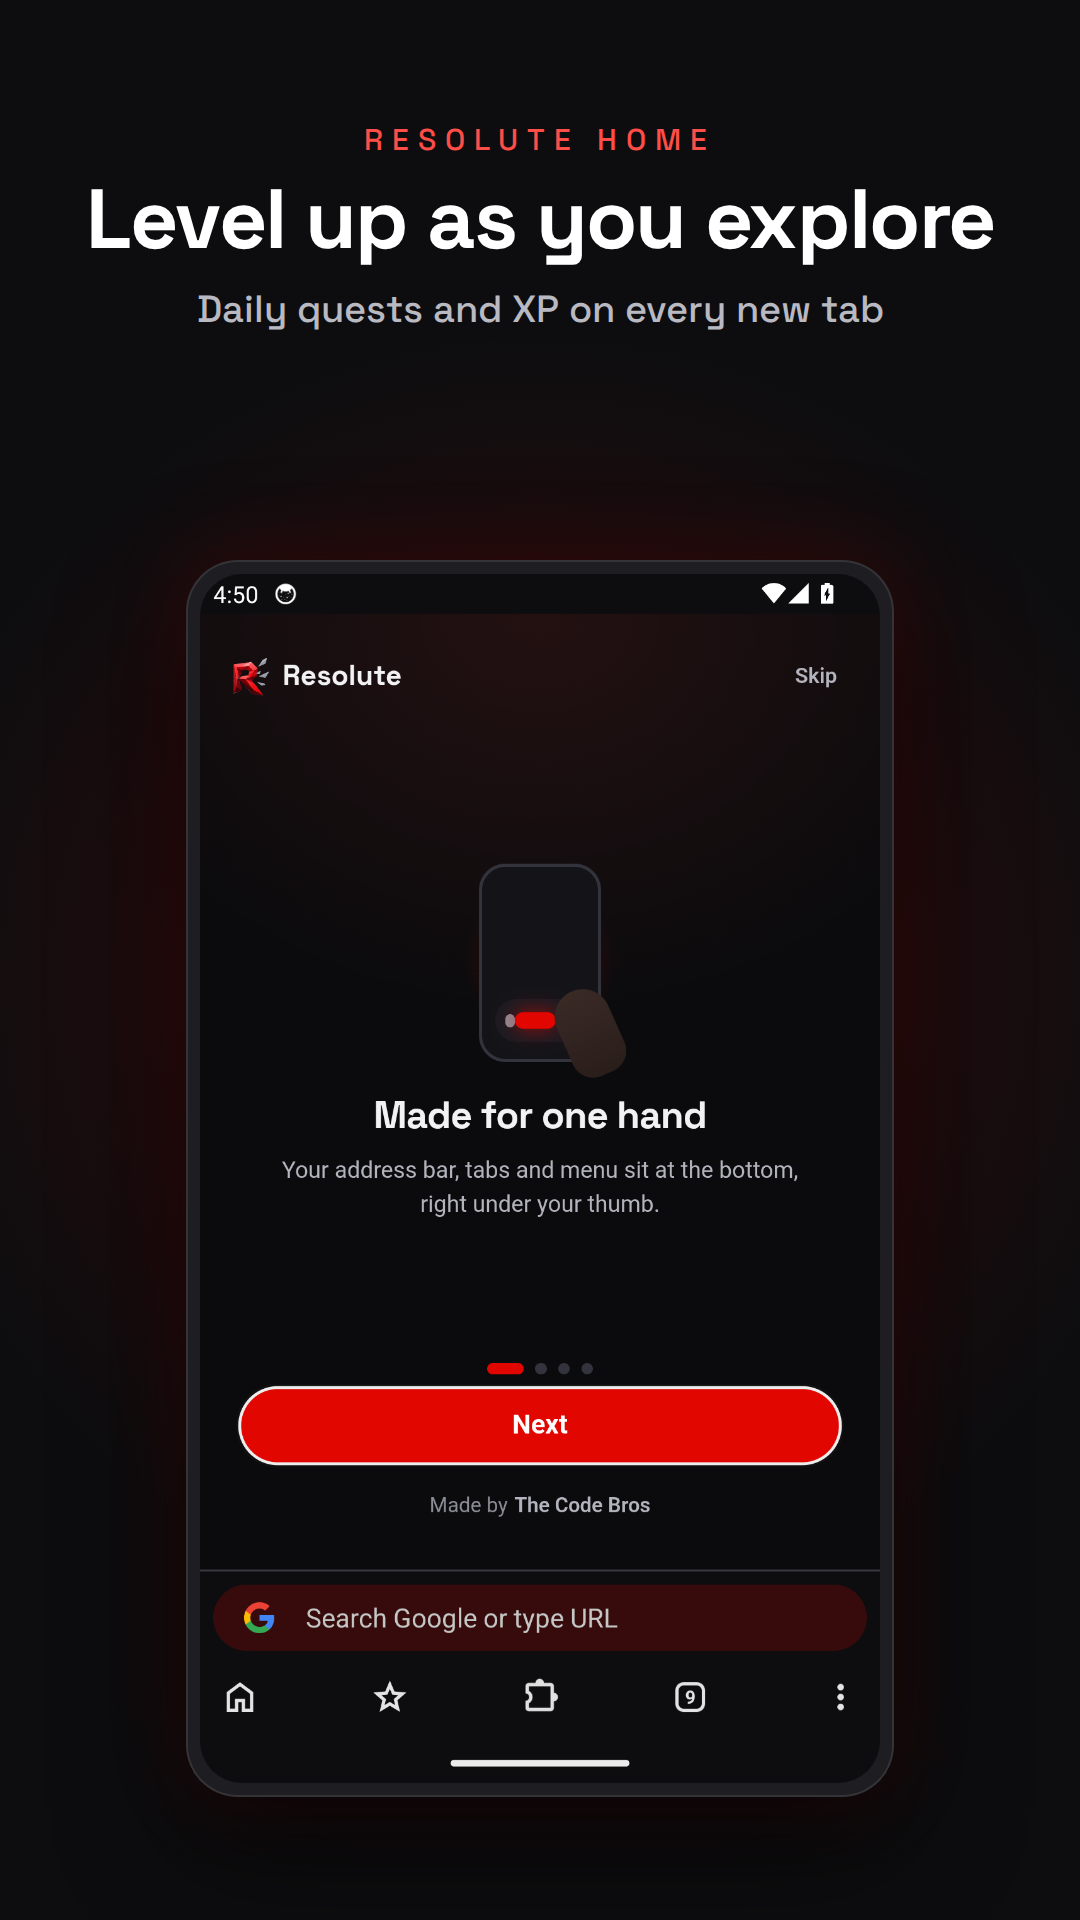 RESOLUTE HOME
Level up as you explore
Daily quests and XP on every new tab
4:50
Resolute
Skip
Made for one hand
Your address bar, tabs and menu sit at the bottom,
right under your thumb.
Next
Made by The Code Bros
Search Google or type URL
9